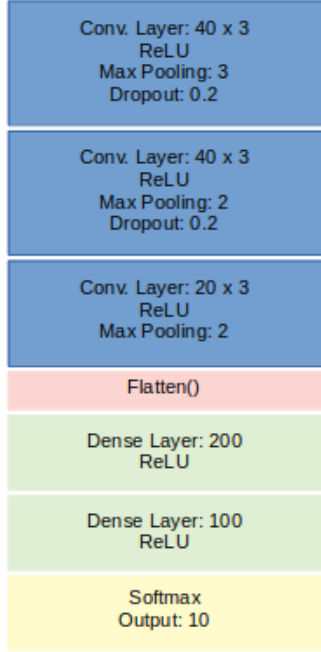 Conv. Layer: 40 x 3
ReLU
Max Pooling: 3
Dropout: 0.2
Conv. Layer: 40 x 3
ReLU
Max Pooling: 2
Dropout: 0.2
Conv. Layer: 20 x 3
ReLU
Max Pooling: 2
Flatten()
Dense Layer: 200
ReLU
Dense Layer: 100
ReLU
Softmax
Output: 10